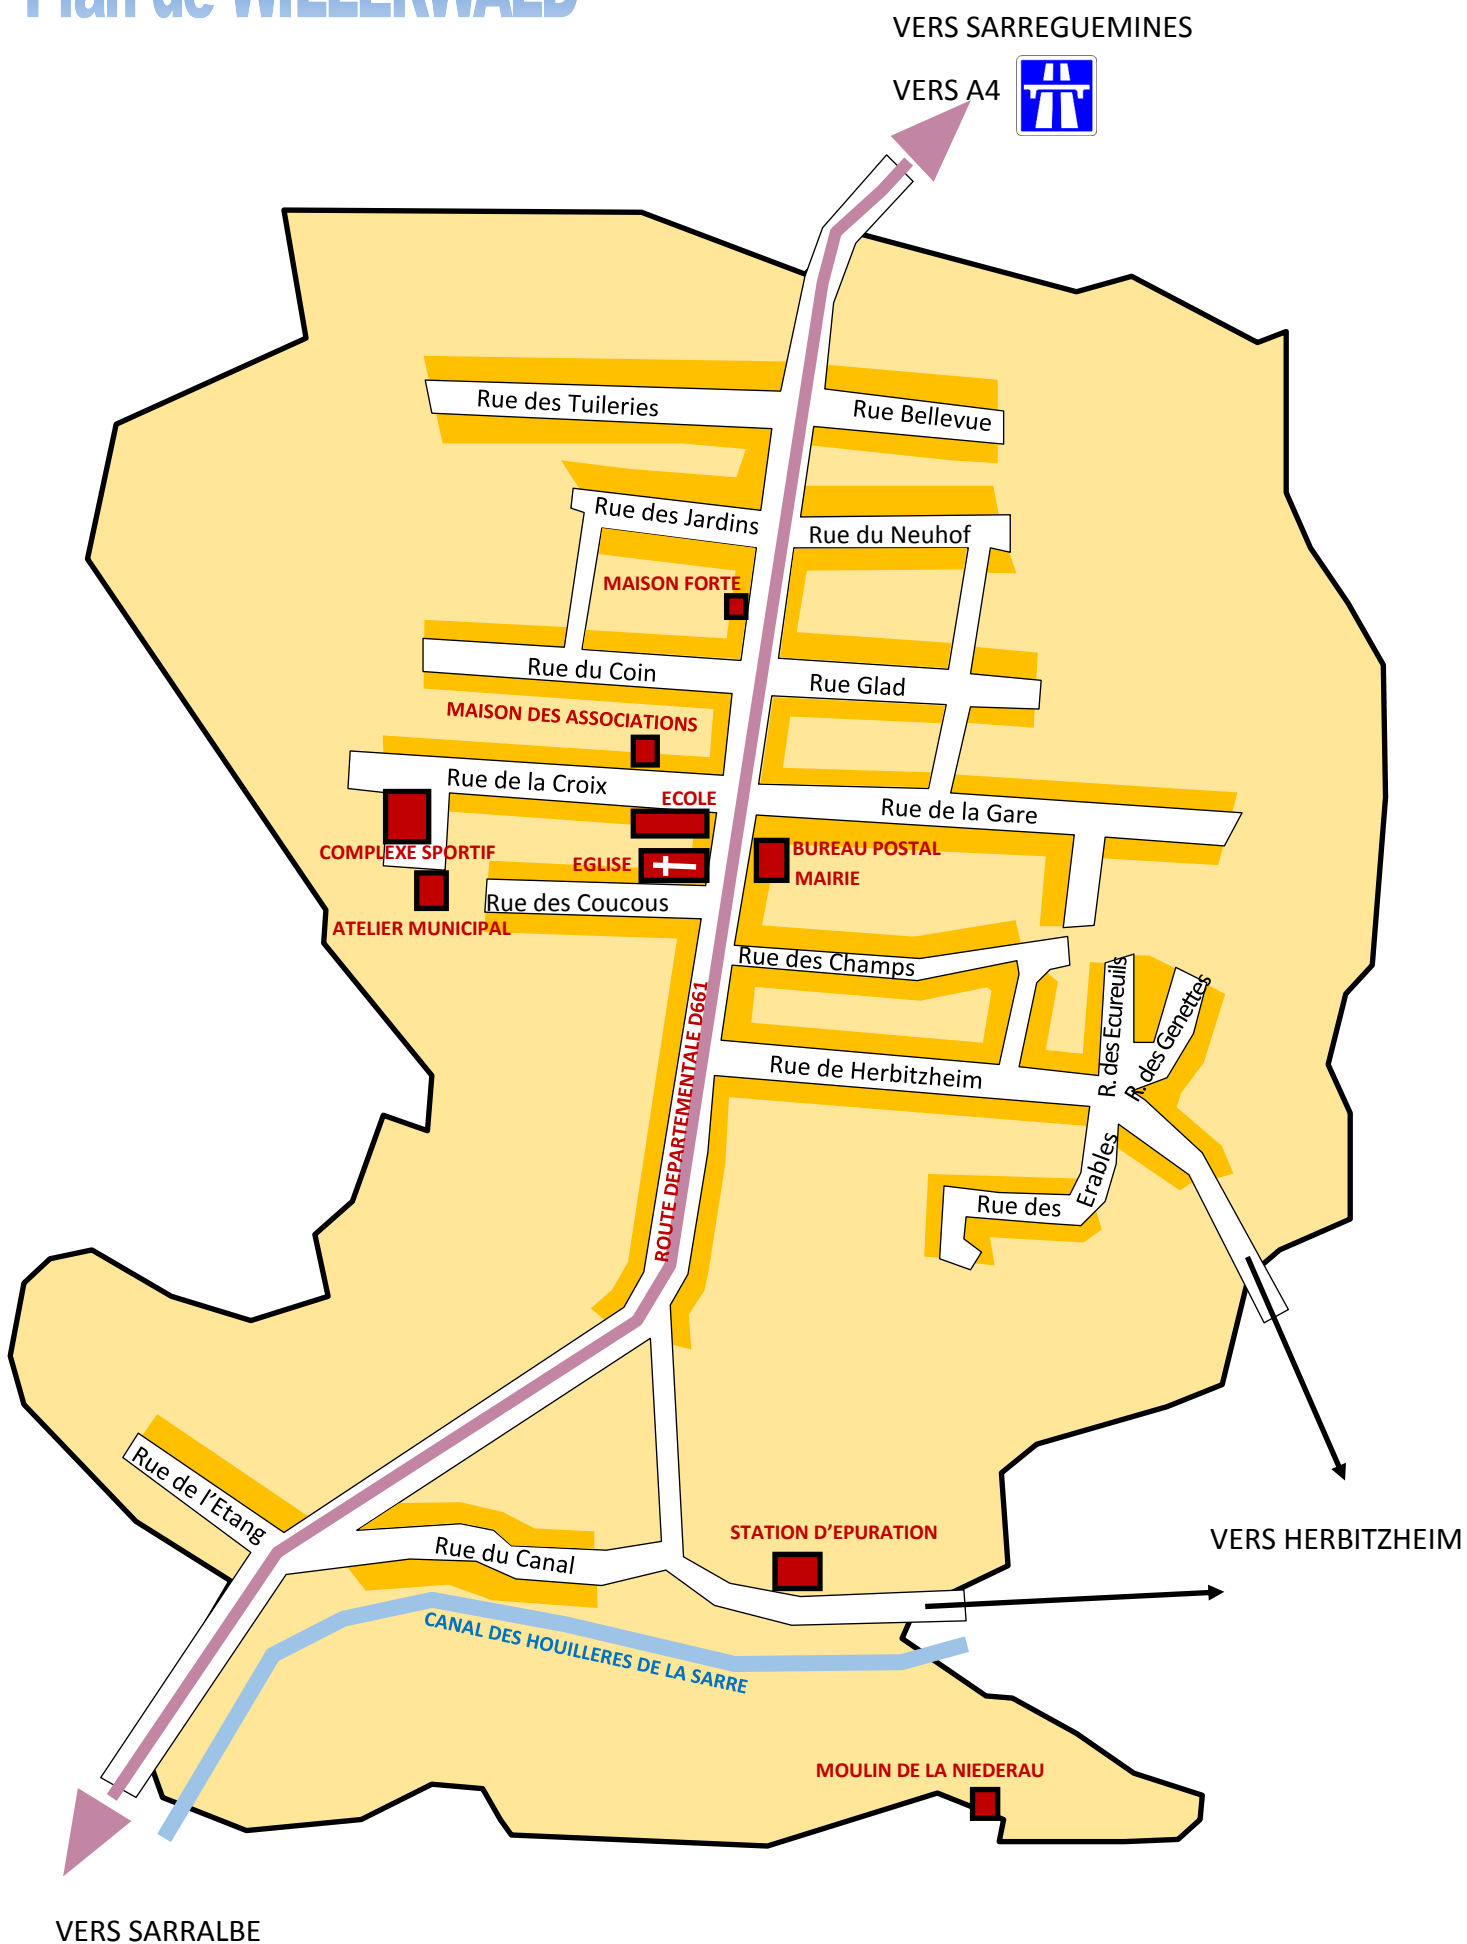 Plan de WILLERWALD
VERS SARREGUEMINES
VERS A4
Rue des Tuileries
Rue Bellevue
Rue des Jardins
Rue du Neuhof
MAISON FORTE
Rue du Coin
Rue Glad
MAISON DES ASSOCIATIONS
Rue de la Croix
ECOLE
Rue de la Gare
COMPLEXE SPORTIF
EGLISE
BUREAU POSTAL
MAIRIE
Rue des Coucous
ATELIER MUNICIPAL
Rue des Champs
R. des Ecureuils
R. des Genettes
ROUTE DEPARTEMENTALE D661
Rue de Herbitzheim
Rue des
Erables
Rue de l'Etang
Rue du Canal
STATION D'EPURATION
VERS HERBITZHEIM
CANAL DES HOUILLERES DE LA SARRE
MOULIN DE LA NIEDERAU
VERS SARRALBE